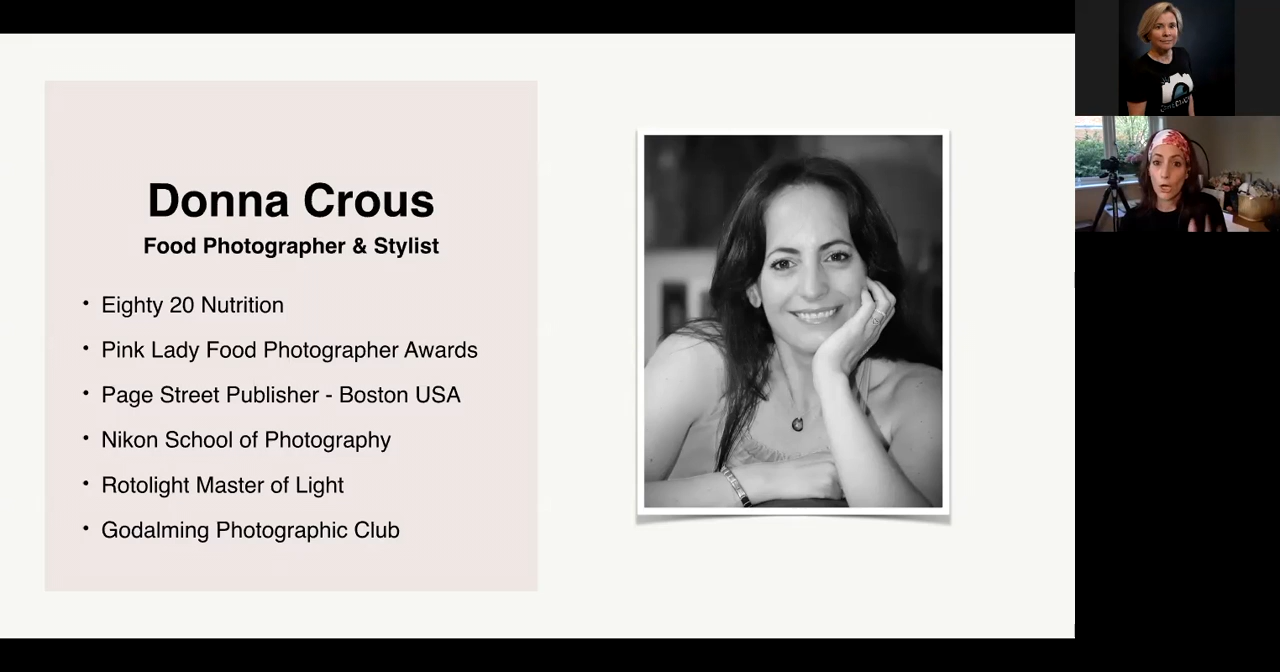 Donna Crous
Food Photographer & Stylist
• Eighty 20 Nutrition
• Pink Lady Food Photographer Awards
• Page Street Publisher - Boston USA
• Nikon School of Photography
• Rotolight Master of Light
• Godalming Photographic Club